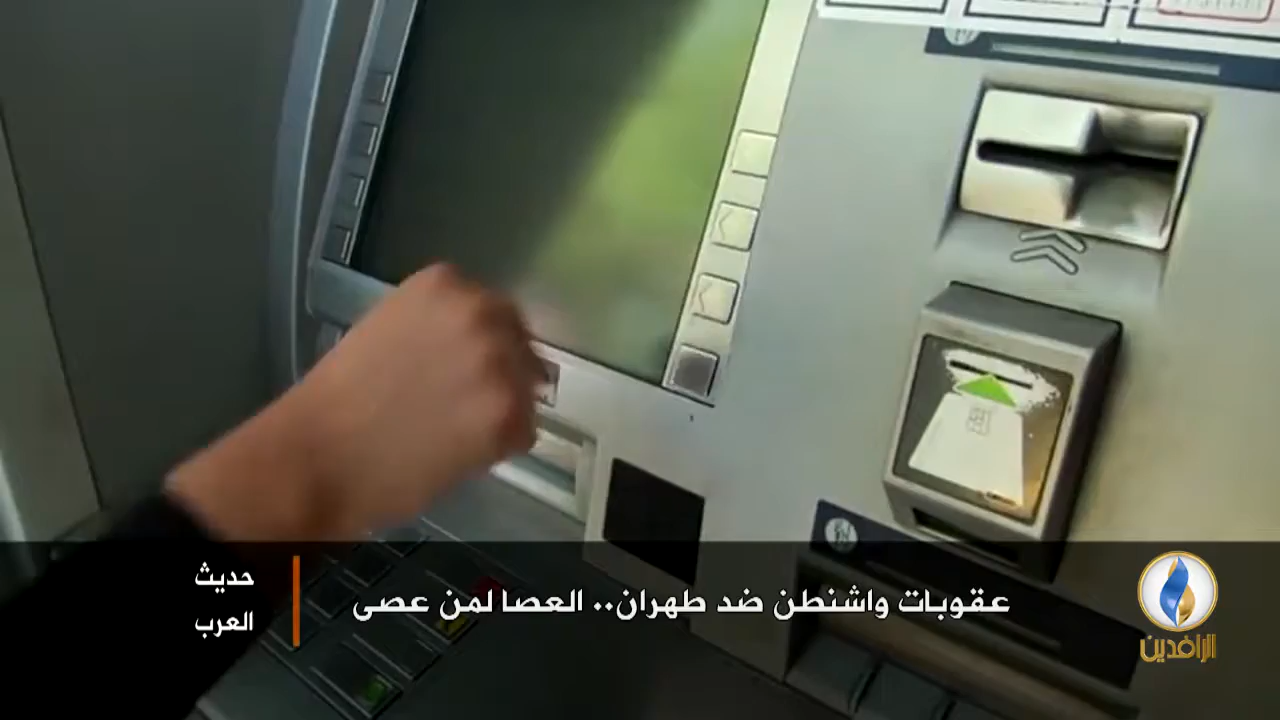 عقوبات واشنطن ضد طهران.. العصا لمن عصى
حديث
العرب
الرافدين